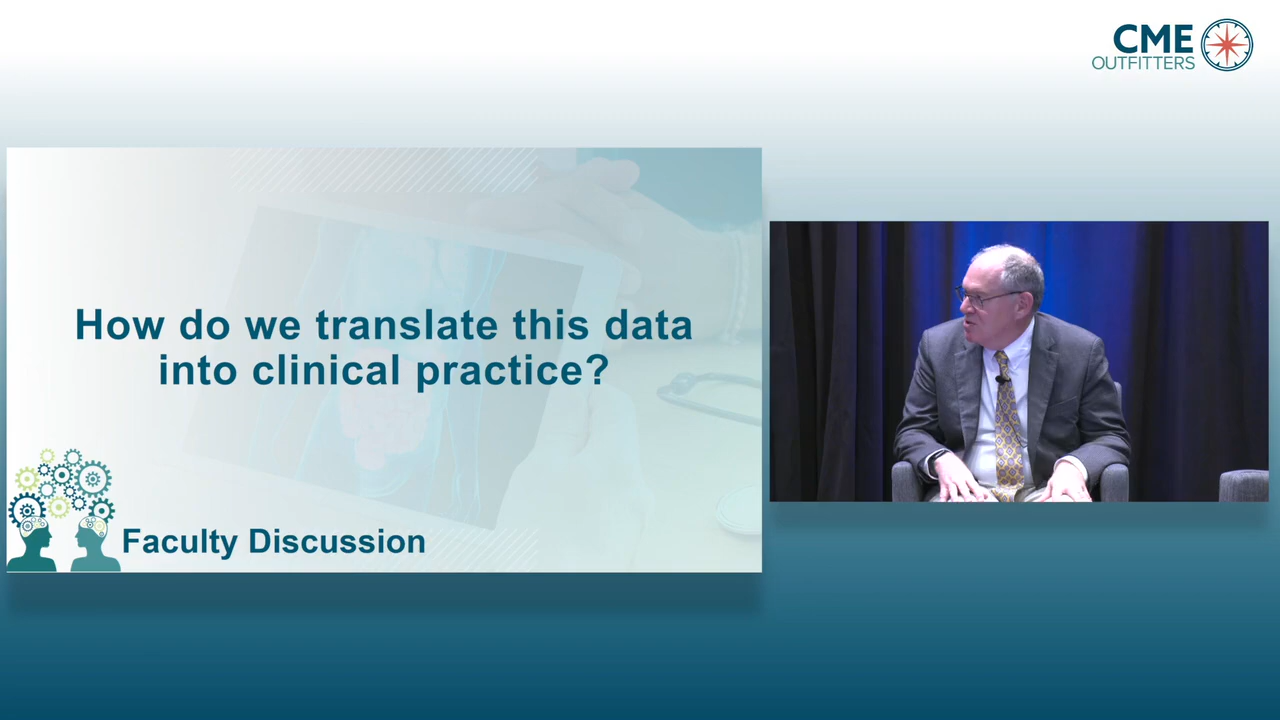 CME
OUTFITTERS
How do we translate this data
into clinical practice?
Faculty Discussion